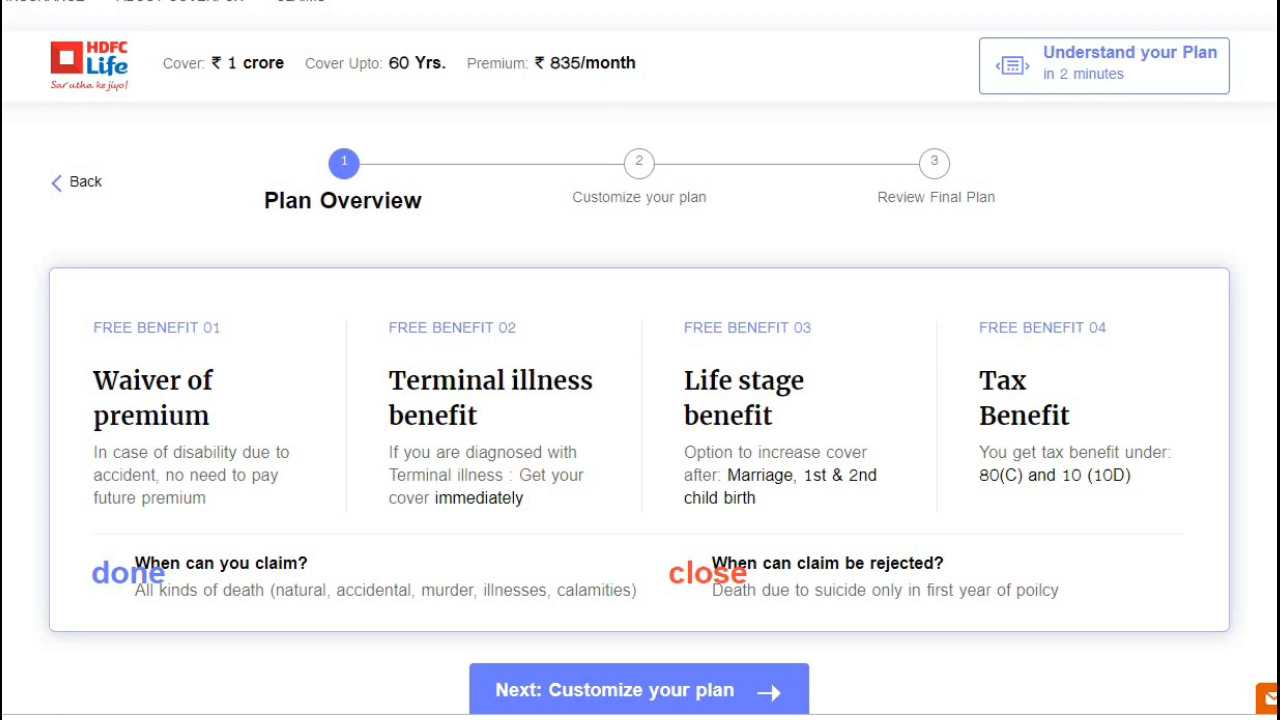 HDFC
Life
Sar utha ke jiyo!
Cover: ₹ 1 crore Cover Upto: 60 Yrs. Premium: ₹ 835/month
Understand your Plan
in 2 minutes
Back
1
Plan Overview
2
Customize your plan
3
Review Final Plan
FREE BENEFIT 01
Waiver of
premium
In case of disability due to
accident, no need to pay
future premium
FREE BENEFIT 02
Terminal illness
benefit
If you are diagnosed with
Terminal illness : Get your
cover immediately
FREE BENEFIT 03
Life stage
benefit
Option to increase cover
after: Marriage, 1st & 2nd
child birth
FREE BENEFIT 04
Tax
Benefit
You get tax benefit under:
80(C) and 10 (10D)
done
When can you claim?
All kinds of death (natural, accidental, murder, illnesses, calamities)
close
When can claim be rejected?
Death due to suicide only in first year of poilcy
Next: Customize your plan